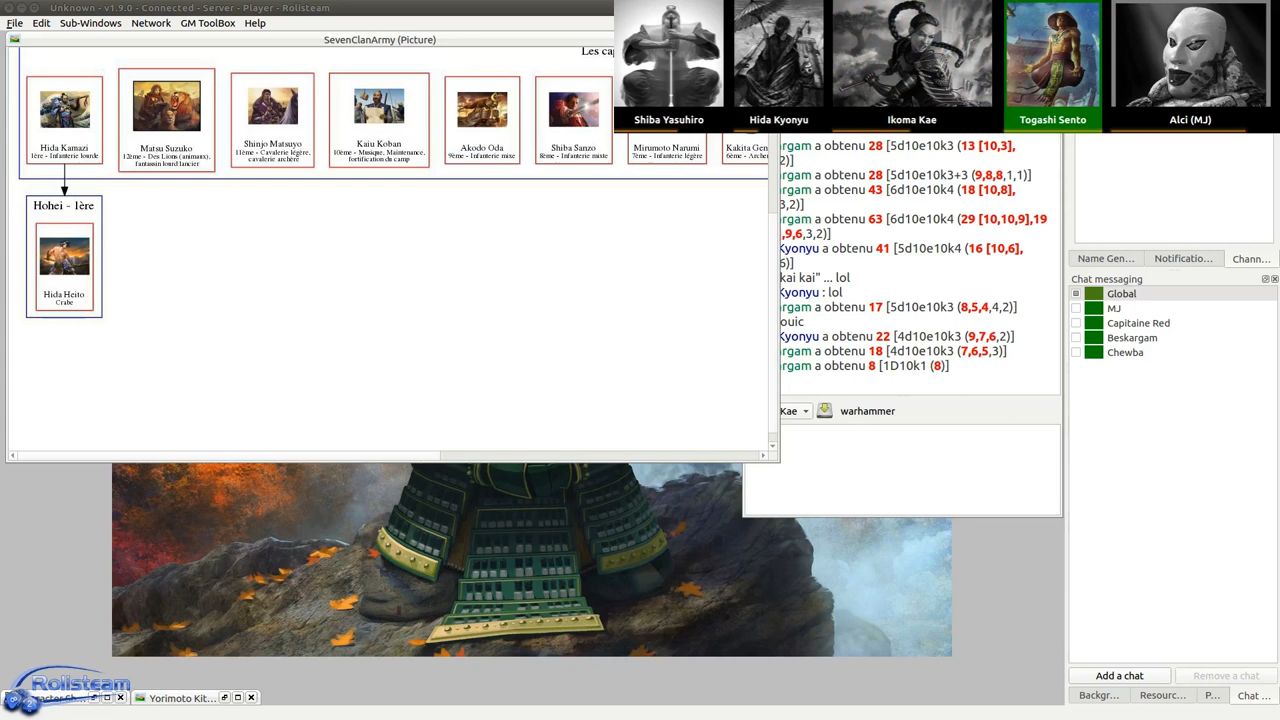 Unknown - v1.9.0 - Connected - Server - Player - Rolisteam
File Edit Sub-Windows Network GM ToolBox Help
SevenClanArmy (Picture)
Les ca
Hida Kamazi
1ère - Infanterie lourde
Matsu Suzuko
12ème - Des Lions (animaux),
fantassin lourd lancier
Shinjo Matsuyo
11ème - Cavalerie légère,
cavalerie archère
Kaiu Koban
10ème - Musique, Maintenance,
fortification du camp
Akodo Oda
9ème - Infanterie mixe
Shiba Sanzo
8ème - Infanterie mixte
Mirumoto Narumi
7ème - Infanterie légère
Kakita Gen
6ème - Archer
Hohei - 1ère
Hida Heito
Crabe
Shiba Yasuhiro
Hida Kyonyu
Ikoma Kae
Togashi Sento
Alci (MJ)
argam a obtenu 28 [5d10e10k3 (13 [10,3],
2)]
argam a obtenu 28 [5d10e10k3+3 (9,8,8,1,1)]
argam a obtenu 43 [6d10e10k4 (18 [10,8],
3,2)]
argam a obtenu 63 [6d10e10k4 (29 [10,10,9],19
,9,6,3,2)]
Kyonyu a obtenu 41 [5d10e10k4 (16 [10,6],
6)]
kai kai" ... lol
Kyonyu : lol
argam a obtenu 17 [5d10e10k3 (8,5,4,4,2)]
ouic
Kyonyu a obtenu 22 [4d10e10k3 (9,7,6,2)]
argam a obtenu 18 [4d10e10k3 (7,6,5,3)]
argam a obtenu 8 [1D10k1 (8)]
Kae warhammer
Name Gen... Notificatio... Chann...
Chat messaging
Global
MJ
Capitaine Red
Beskargam
Chewba
Add a chat Remove a chat
Backgr... Resourc... P... Chat ...
Rolisteam
Yorimoto Kit...